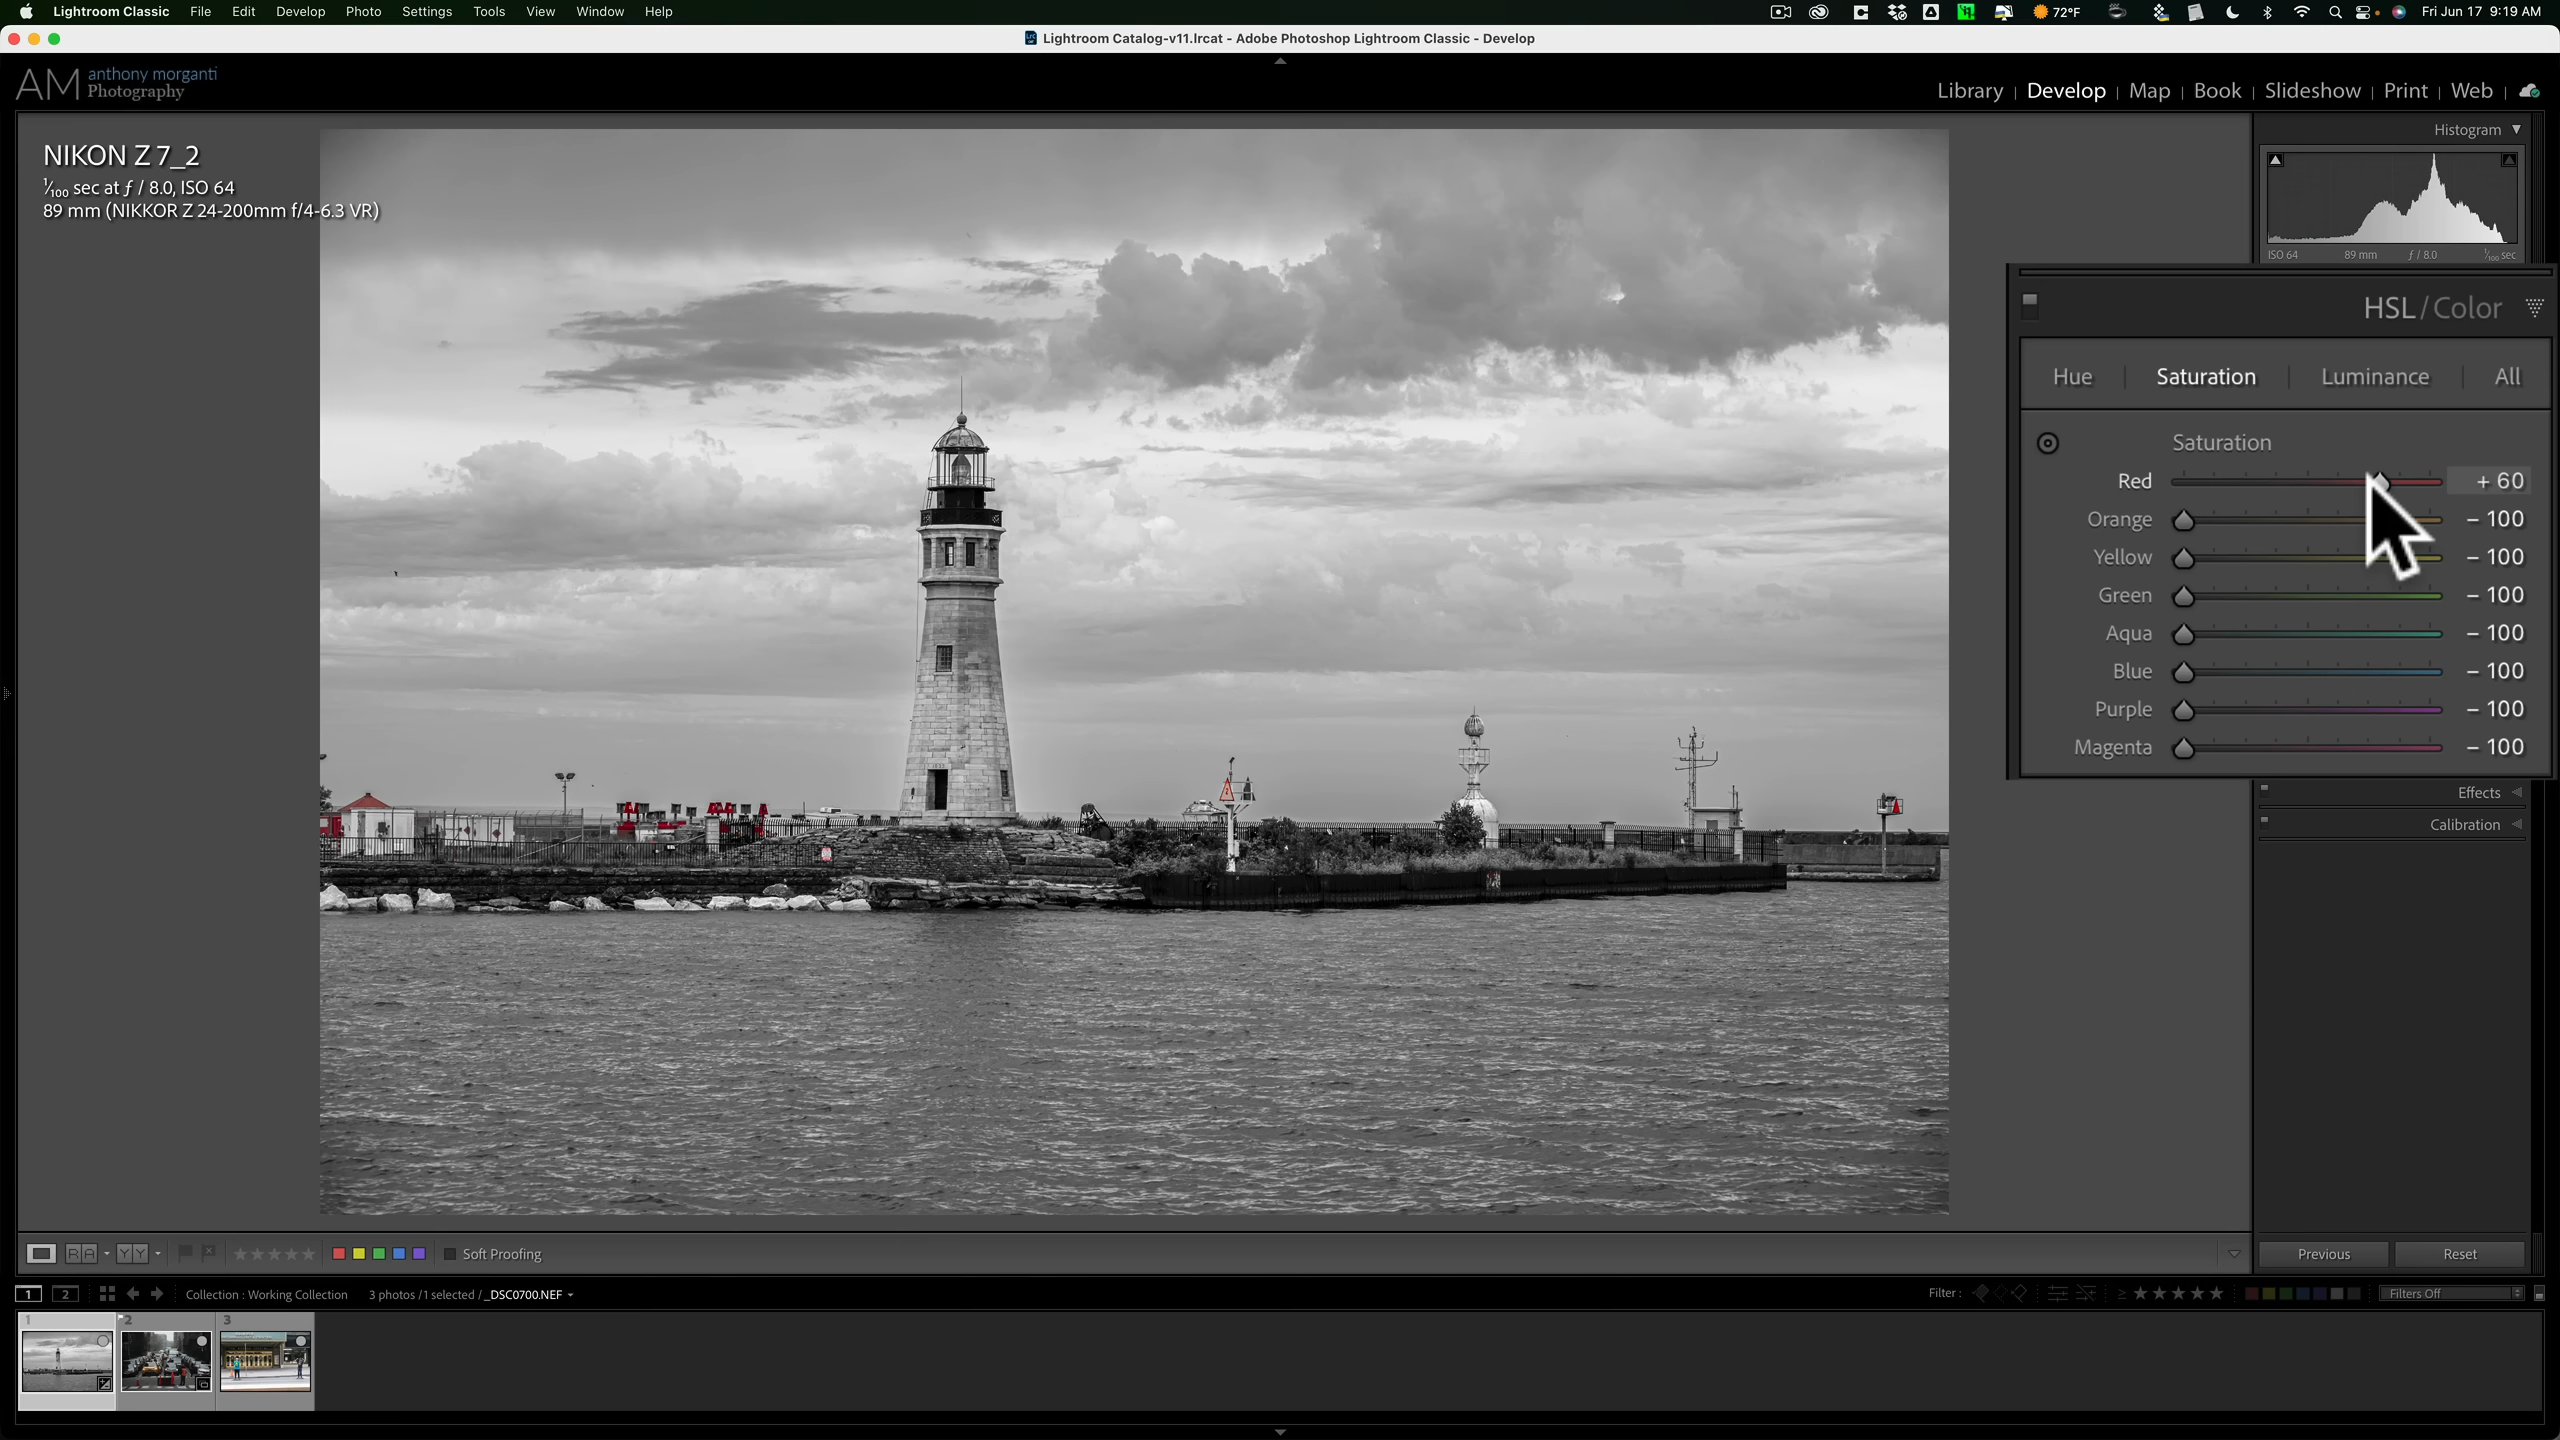 Lightroom Classic File Edit Develop Photo Settings Tools View Window Help
72°F Fri Jun 17 9:19 AM
Lightroom Catalog-v11.lrcat - Adobe Photoshop Lightroom Classic - Develop
AM anthony morganti
Photography
Library | Develop | Map | Book | Slideshow | Print | Web
Histogram
NIKON Z 7_2
1/100 sec at ƒ / 8.0, ISO 64
89 mm (NIKKOR Z 24-200mm f/4-6.3 VR)
ISO 64 89 mm ƒ / 8.0 1/100 sec
HSL / Color
Hue | Saturation | Luminance | All
Saturation
Red + 60
Orange – 100
Yellow – 100
Green – 100
Aqua – 100
Blue – 100
Purple – 100
Magenta – 100
Effects
Calibration
RA YY Soft Proofing
Previous Reset
1 2 Collection : Working Collection 3 photos / 1 selected / _DSC0700.NEF
Filter : ≥ Filters Off
1 2 3